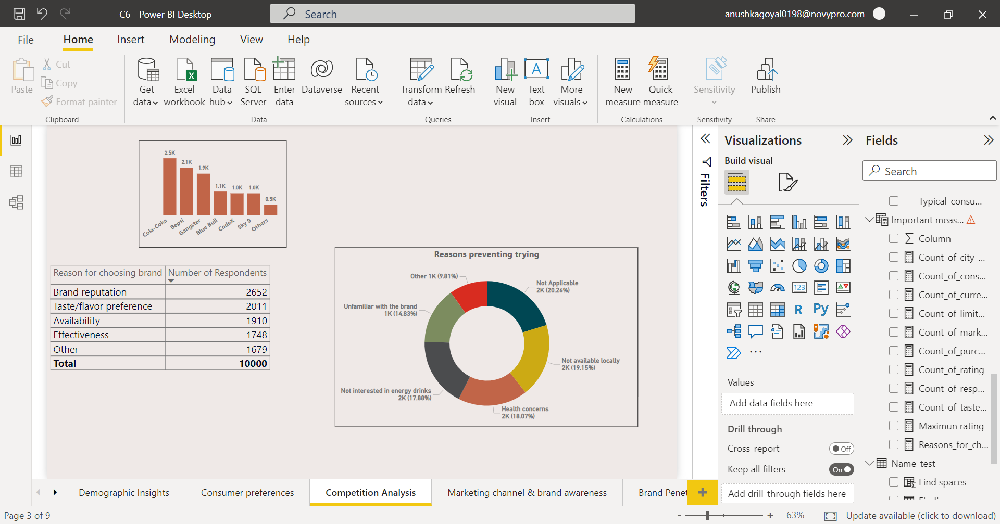 C6 - Power BI Desktop
Search
anushkagoyal0198@novypro.com
File
Home
Insert
Modeling
View
Help
Paste
Cut
Copy
Format painter
Clipboard
Get data
Excel workbook
Data hub
SQL Server
Enter data
Dataverse
Recent sources
Data
Transform data
Refresh
Queries
New visual
Text box
More visuals
Insert
New measure
Quick measure
Calculations
Sensitivity
Sensitivity
Publish
Share
2.5K
2.1K
1.9K
1.1K
1.0K
1.0K
0.5K
Cola-Coka
Bepsi
Gangster
Blue Bull
CodeX
Sky 9
Others
Reason for choosing brand Number of Respondents
Brand reputation 2652
Taste/flavor preference 2011
Availability 1910
Effectiveness 1748
Other 1679
Total 10000
Reasons preventing trying
Other 1K (9.81%)
Not Applicable
2K (20.26%)
Unfamiliar with the brand
1K (14.83%)
Not available locally
2K (19.15%)
Not interested in energy drinks
2K (17.88%)
Health concerns
2K (18.07%)
Filters
Visualizations
Build visual
123
R
Py
...
Values
Add data fields here
Drill through
Cross-report
Off
Keep all filters
On
Add drill-through fields here
Fields
Search
Typical_consu...
Important meas...
Column
Count_of_city_...
Count_of_cons...
Count_of_curre...
Count_of_limit...
Count_of_mark...
Count_of_purc...
Count_of_rating
Count_of_resp...
Count_of_taste...
Maximun rating
Reasons_for_ch...
Name_test
Find spaces
Demographic Insights
Consumer preferences
Competition Analysis
Marketing channel & brand awareness
Brand Penet
+
Page 3 of 9
- + 63%
Update available (click to download)